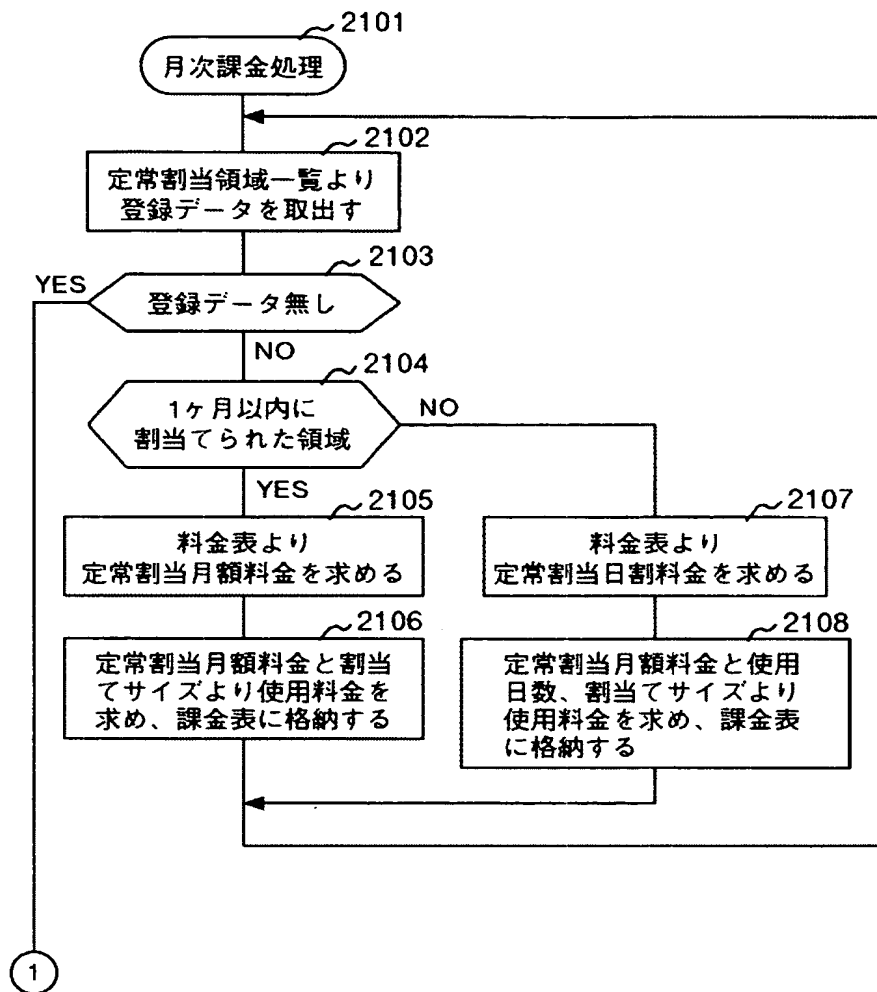 2101
月次課金処理
2102
定常割当領域一覧より
登録データを取出す
2103
YES
登録データ無し
NO
2104
1ヶ月以内に
割当てられた領域
NO
YES
2105
料金表より
定常割当月額料金を求める
2107
料金表より
定常割当日割料金を求める
2106
定常割当月額料金と割当
てサイズより使用料金を
求め、課金表に格納する
2108
定常割当月額料金と使用
日数、割当てサイズより
使用料金を求め、課金表
に格納する
1